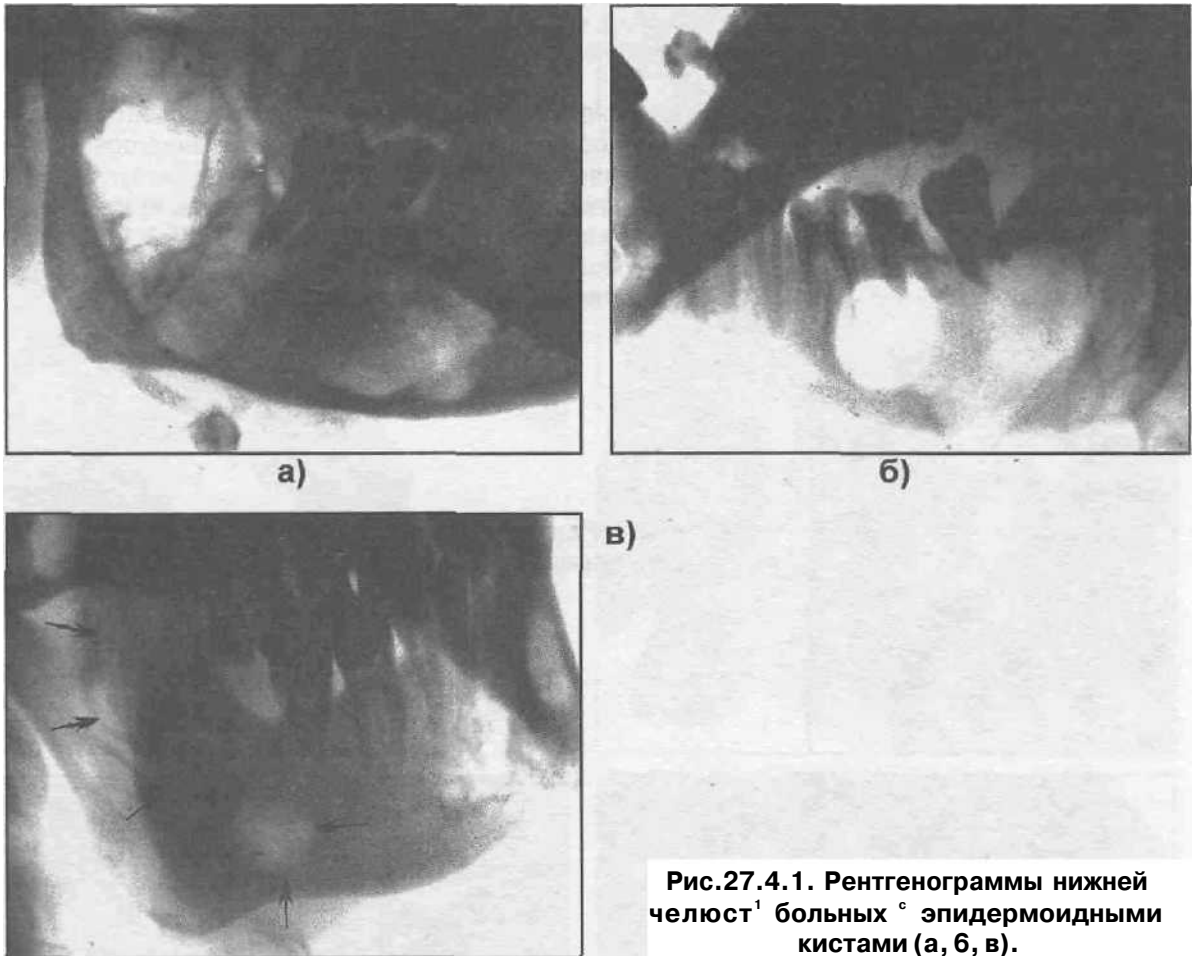 а)
б)
в)
Рис.27.4.1. Рентгенограммы нижней
челюст¹ больных ᶜ эпидермоидными
кистами (а, 6, в).